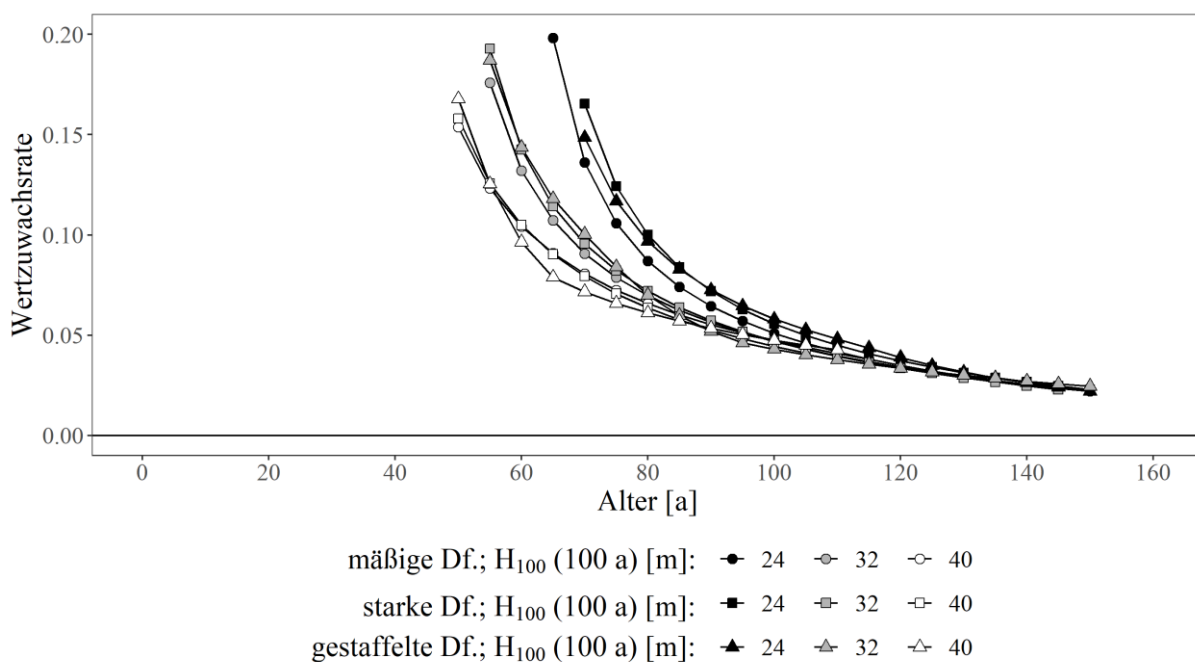 0.20
0.15
0.10
0.05
0.00
Wertzuwachsrate
0 20 40 60 80 100 120 140 160
Alter [a]
mäßige Df.; H₁₀₀ (100 a) [m]: 24 32 40
starke Df.; H₁₀₀ (100 a) [m]: 24 32 40
gestaffelte Df.; H₁₀₀ (100 a) [m]: 24 32 40